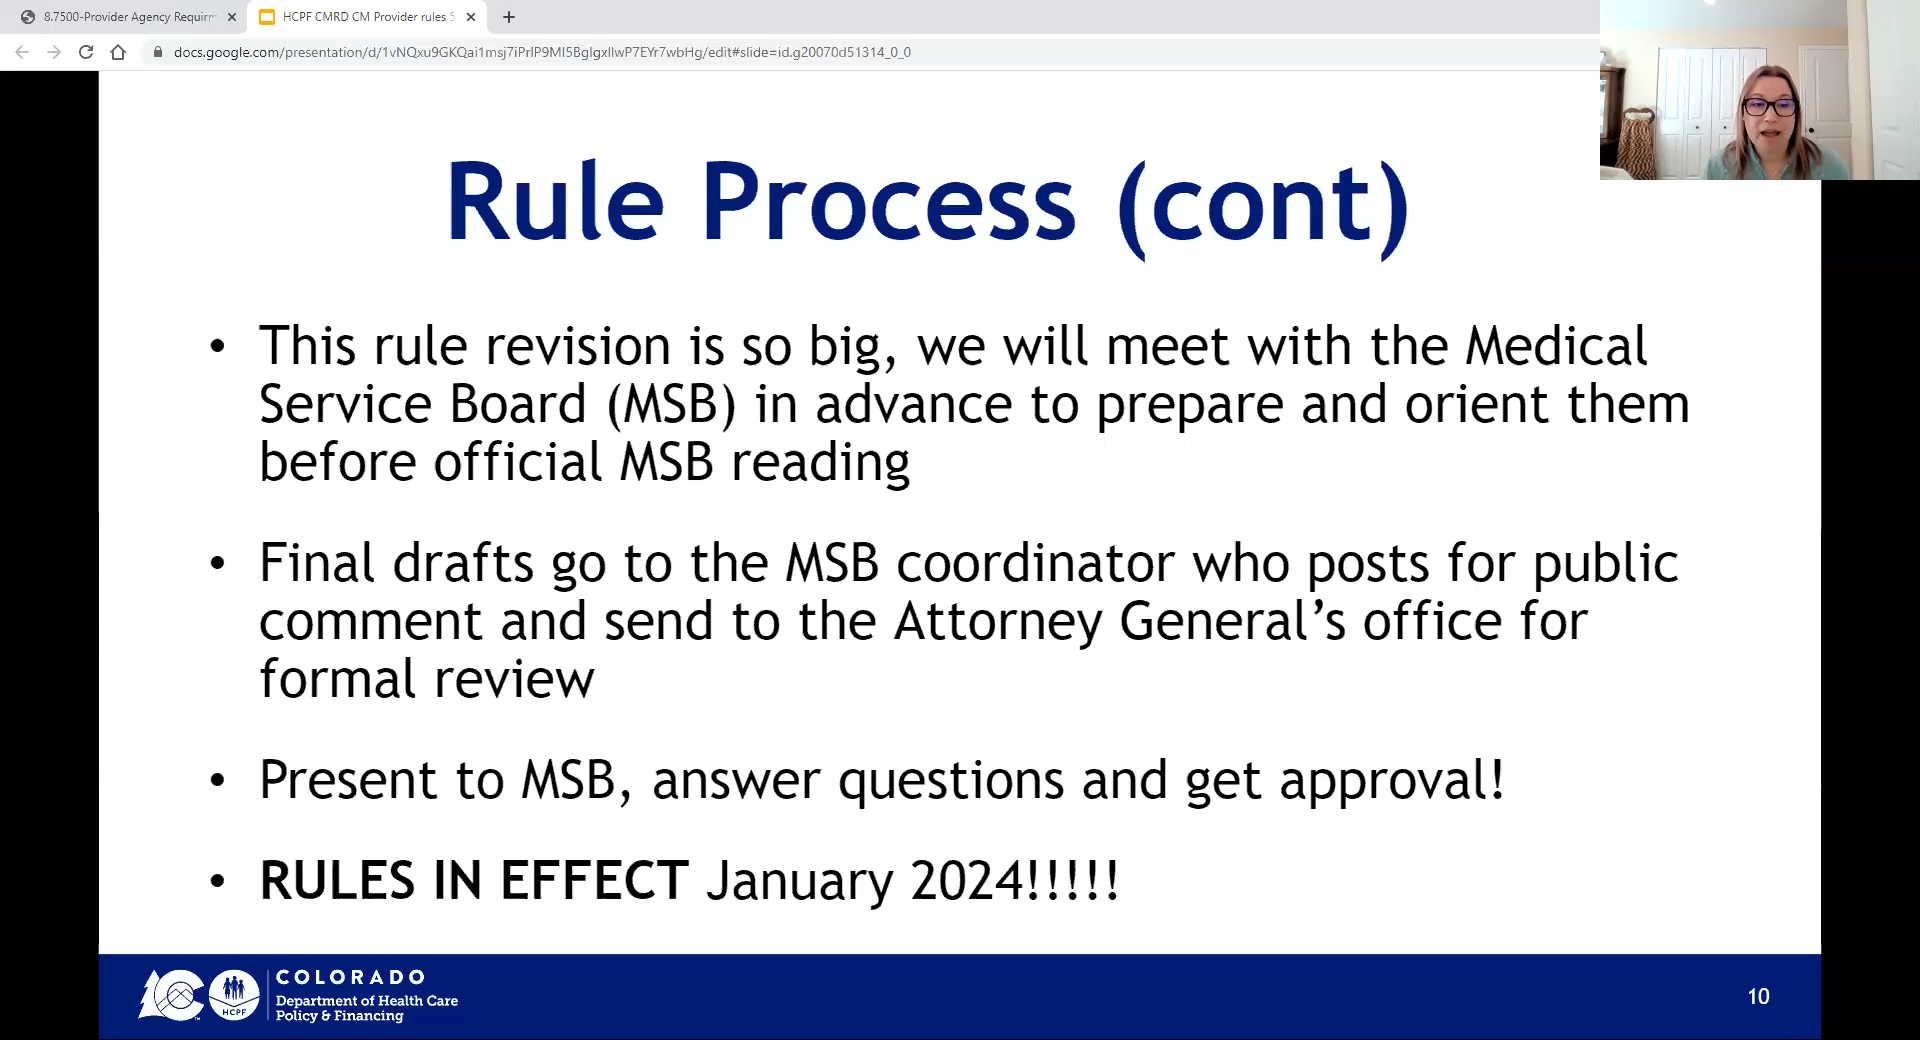 8.7500-Provider Agency Requirm
HCPF CMRD CM Provider rules 5
docs.google.com/presentation/d/1vNQxu9GKQai1msj7iPrlP9Ml5BglgxllwP7EYr7wbHg/edit#slide=id.g20070d51314_0_0
Rule Process (cont)
• This rule revision is so big, we will meet with the Medical
Service Board (MSB) in advance to prepare and orient them
before official MSB reading
• Final drafts go to the MSB coordinator who posts for public
comment and send to the Attorney General’s office for
formal review
• Present to MSB, answer questions and get approval!
• RULES IN EFFECT January 2024!!!!!
COLORADO
Department of Health Care
Policy & Financing
HCPF
10